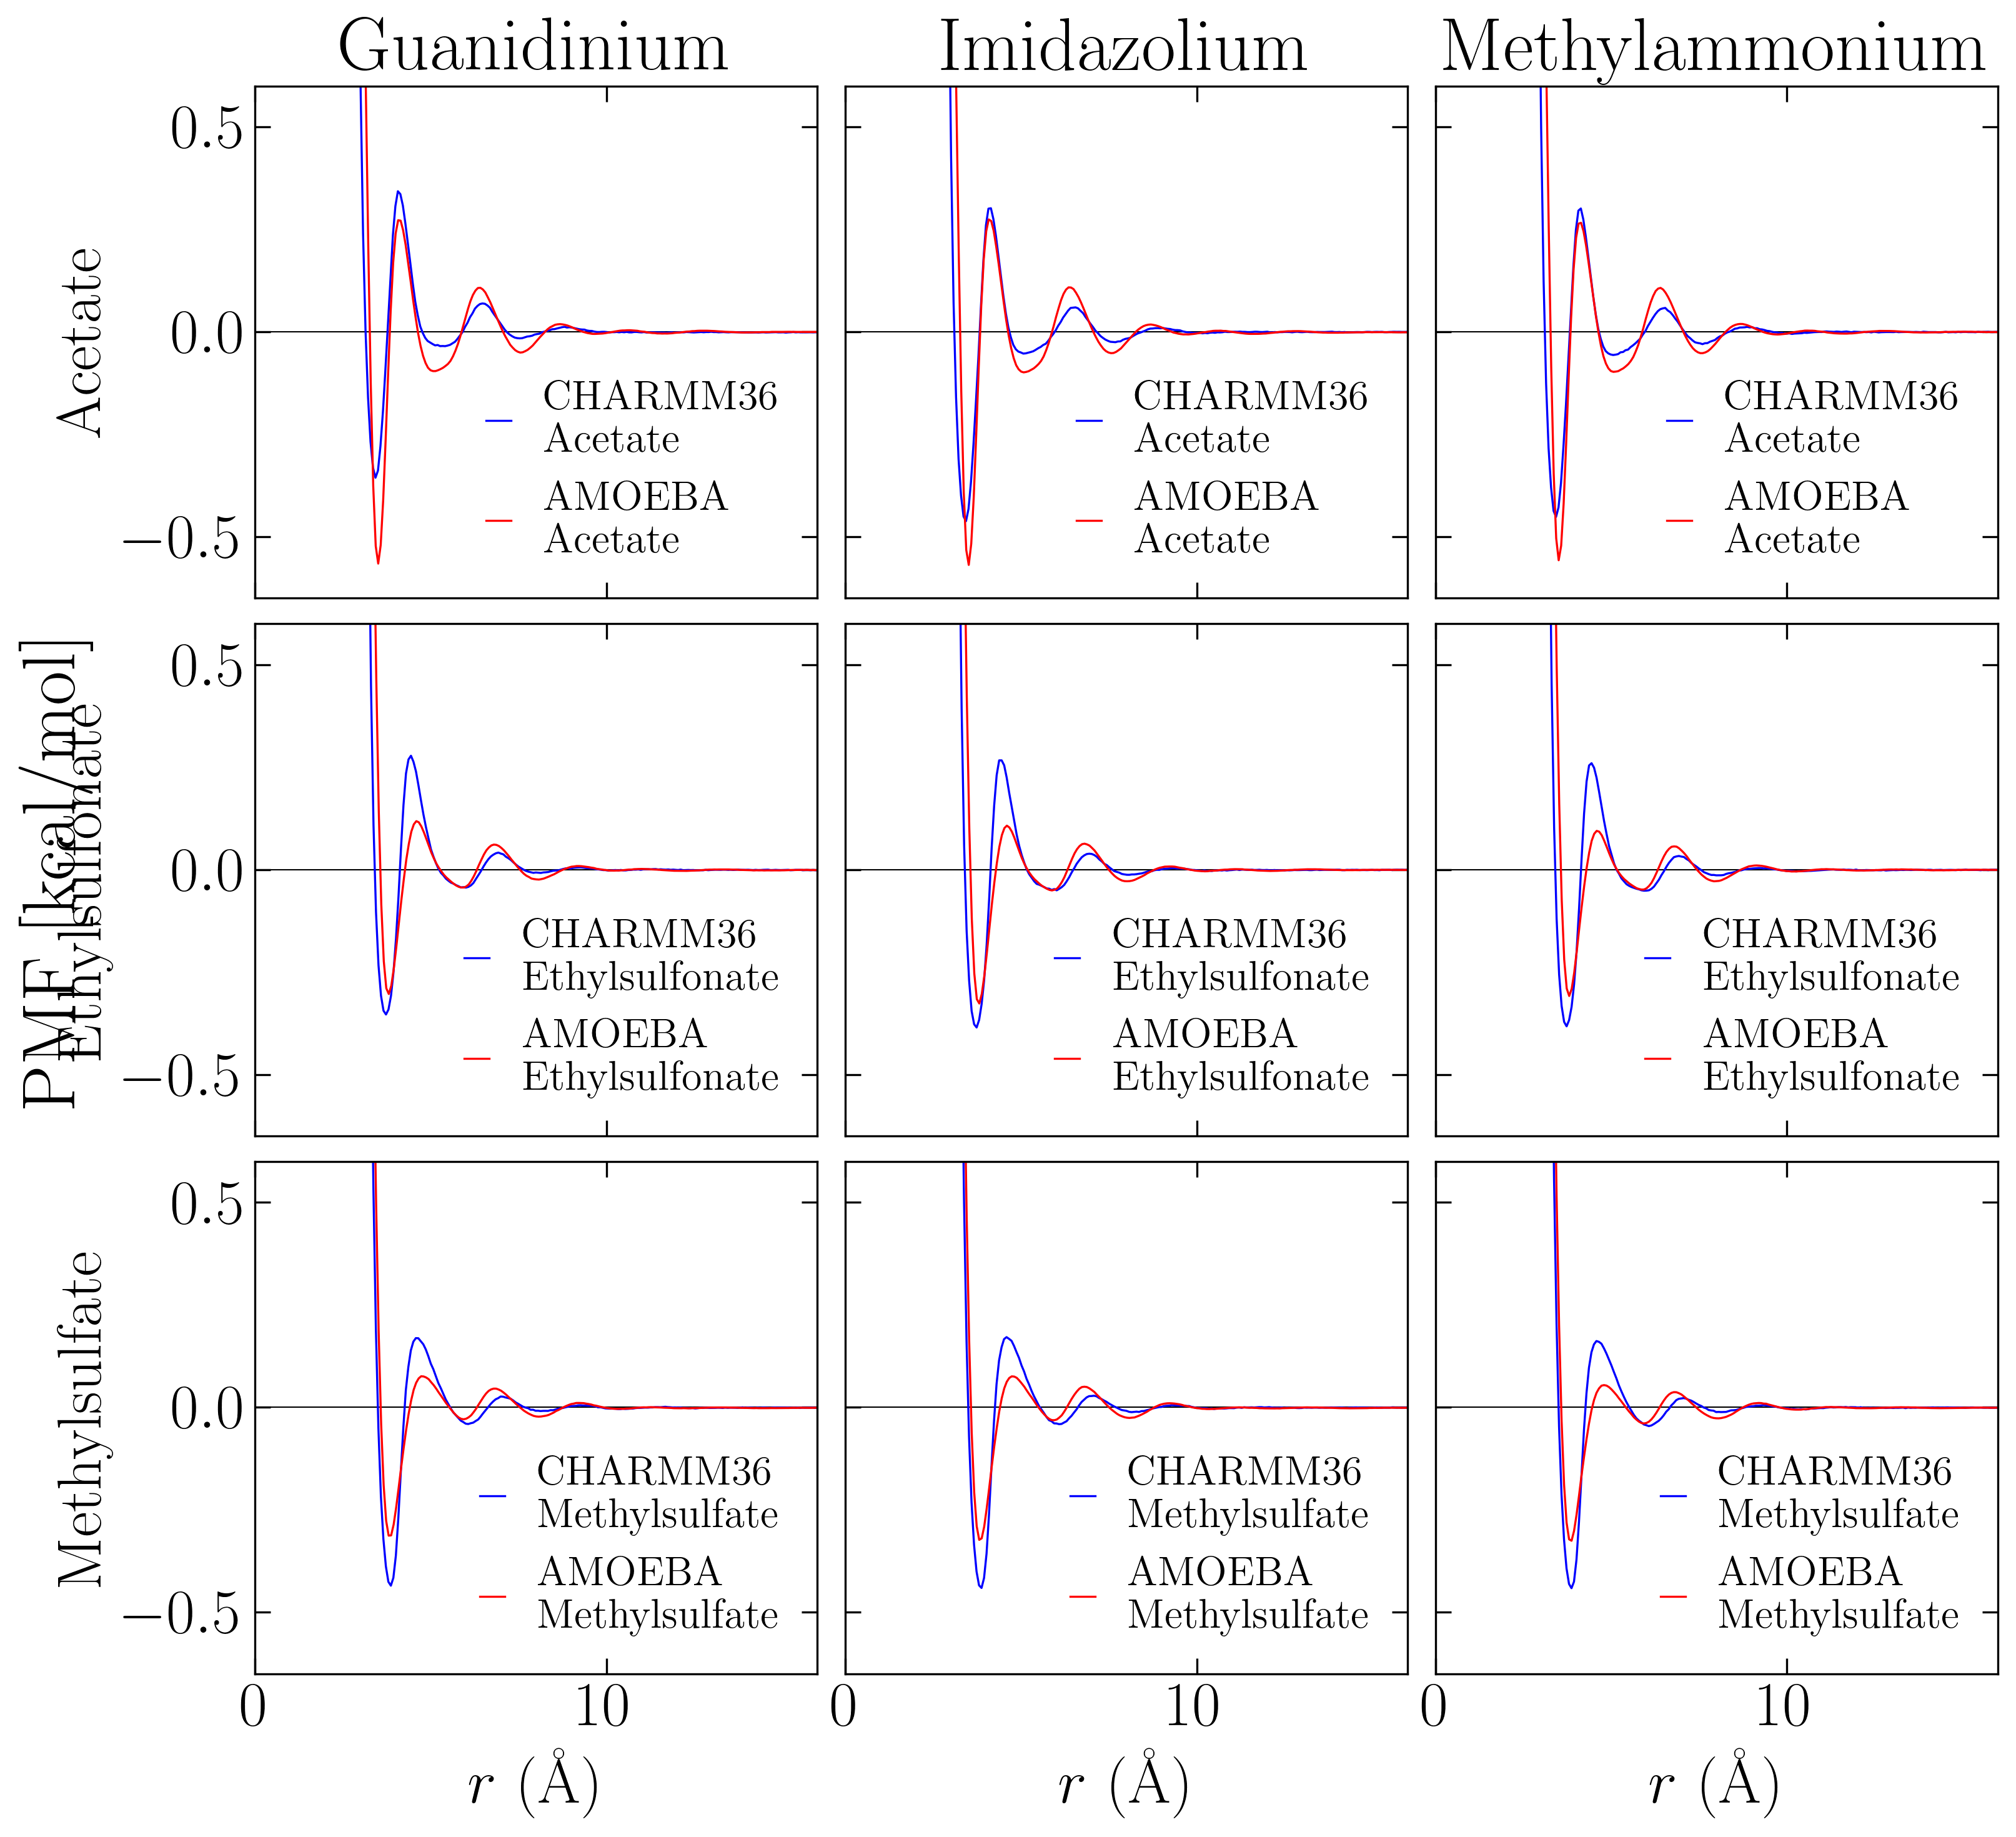 Guanidinium
Imidazolium
Methylammonium
PMF [kcal/mol]
Acetate
0.5
0.0
−0.5
CHARMM36
Acetate
AMOEBA
Acetate
CHARMM36
Acetate
AMOEBA
Acetate
CHARMM36
Acetate
AMOEBA
Acetate
Ethylsulfonate
0.5
0.0
−0.5
CHARMM36
Ethylsulfonate
AMOEBA
Ethylsulfonate
CHARMM36
Ethylsulfonate
AMOEBA
Ethylsulfonate
CHARMM36
Ethylsulfonate
AMOEBA
Ethylsulfonate
Methylsulfate
0.5
0.0
−0.5
CHARMM36
Methylsulfate
AMOEBA
Methylsulfate
CHARMM36
Methylsulfate
AMOEBA
Methylsulfate
CHARMM36
Methylsulfate
AMOEBA
Methylsulfate
0 10
0 10
0 10
r (Å)
r (Å)
r (Å)